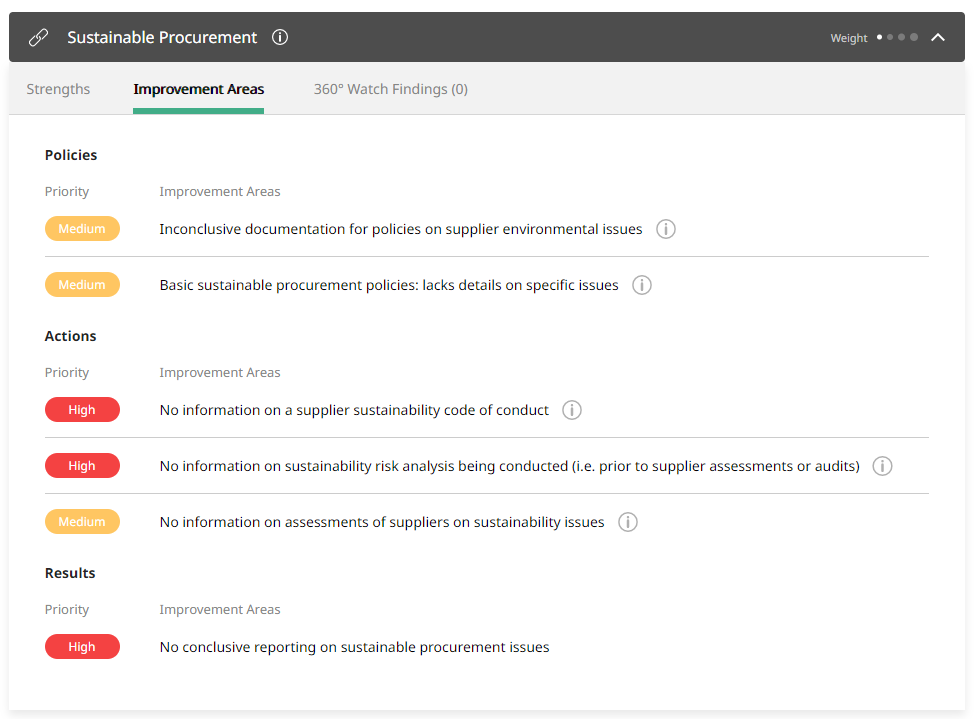 Sustainable Procurement
Weight
Strengths
Improvement Areas
360° Watch Findings (0)
Policies
Priority Improvement Areas
Medium Inconclusive documentation for policies on supplier environmental issues
Medium Basic sustainable procurement policies: lacks details on specific issues
Actions
Priority Improvement Areas
High No information on a supplier sustainability code of conduct
High No information on sustainability risk analysis being conducted (i.e. prior to supplier assessments or audits)
Medium No information on assessments of suppliers on sustainability issues
Results
Priority Improvement Areas
High No conclusive reporting on sustainable procurement issues